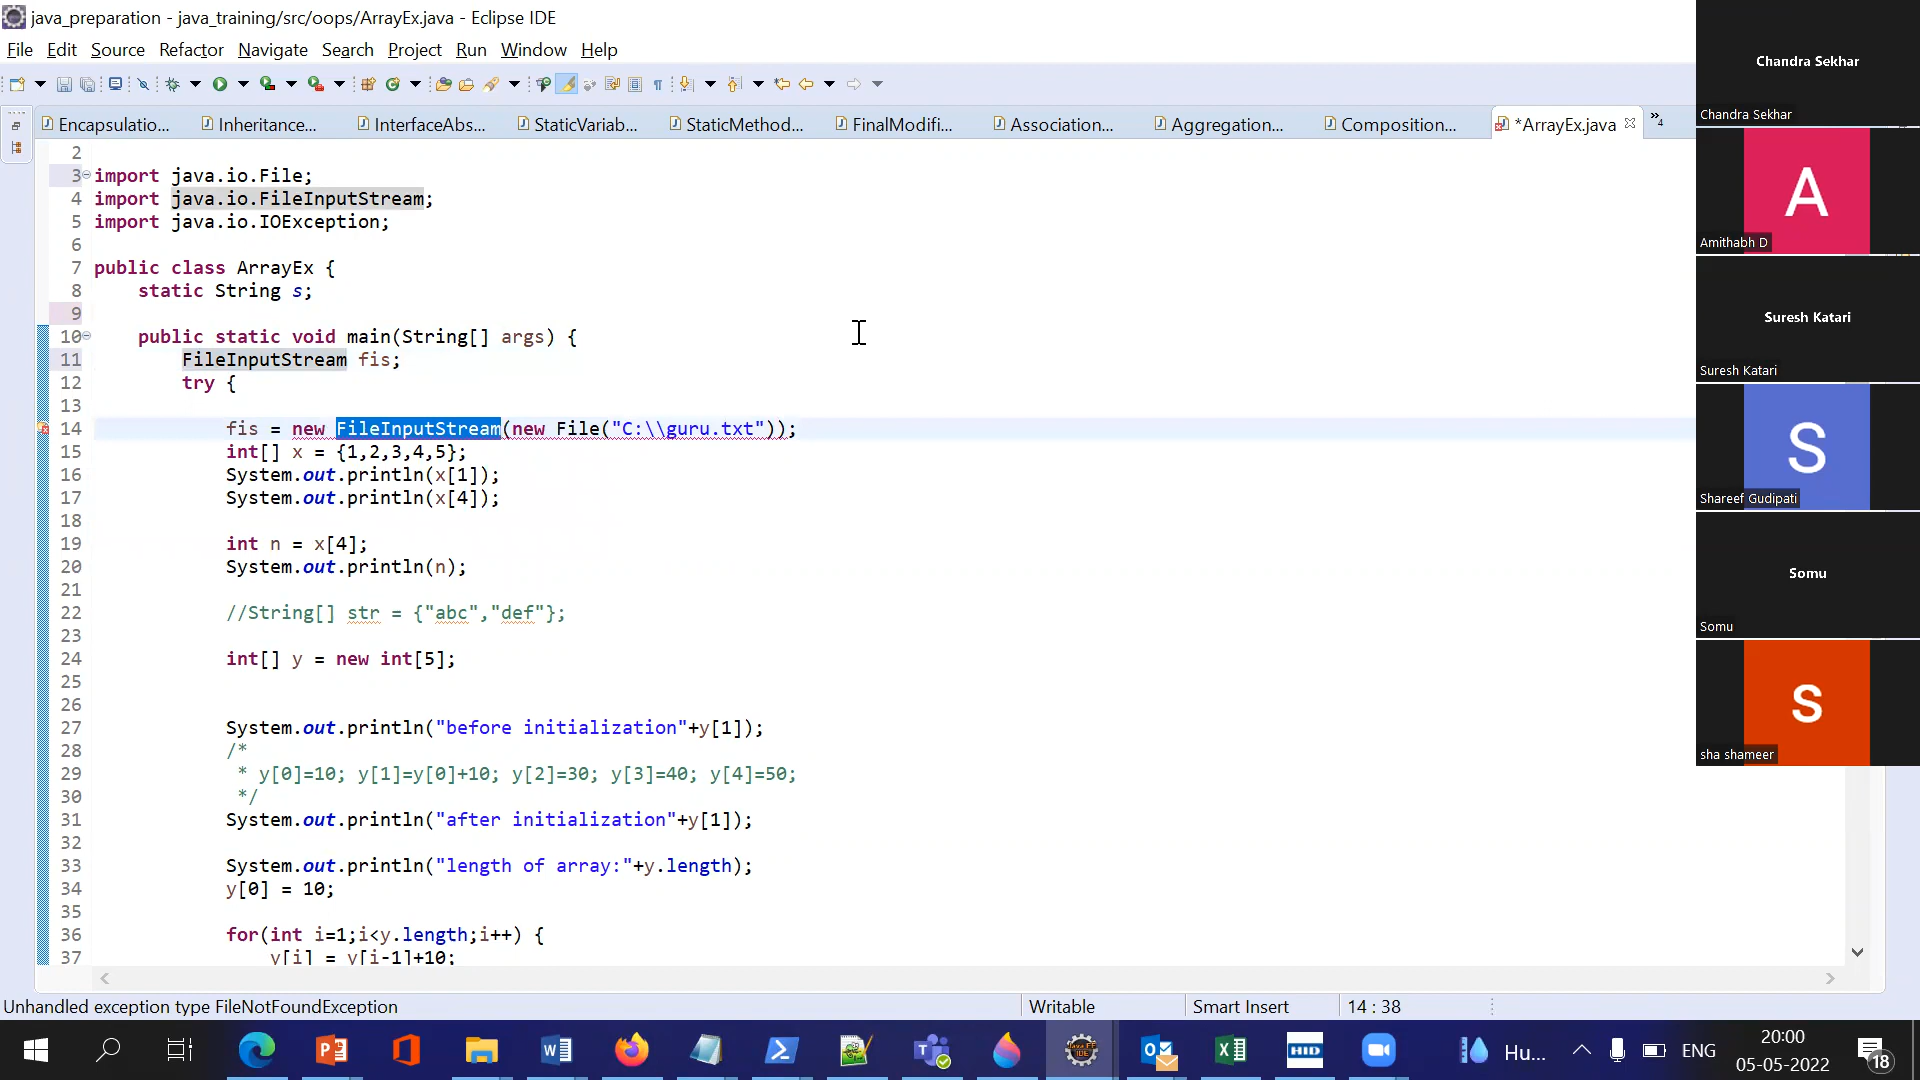 java_preparation - java_training/src/oops/ArrayEx.java - Eclipse IDE
File Edit Source Refactor Navigate Search Project Run Window Help
Encapsulatio... Inheritance... InterfaceAbs... StaticVariab... StaticMethod... FinalModifi... Association... Aggregation... Composition... *ArrayEx.java »4
2
3 import java.io.File;
4 import java.io.FileInputStream;
5 import java.io.IOException;
6
7 public class ArrayEx {
8 static String s;
9
10 public static void main(String[] args) {
11 FileInputStream fis;
12 try {
13
14 fis = new FileInputStream(new File("C:\\guru.txt"));
15 int[] x = {1,2,3,4,5};
16 System.out.println(x[1]);
17 System.out.println(x[4]);
18
19 int n = x[4];
20 System.out.println(n);
21
22 //String[] str = {"abc","def"};
23
24 int[] y = new int[5];
25
26
27 System.out.println("before initialization"+y[1]);
28 /*
29 * y[0]=10; y[1]=y[0]+10; y[2]=30; y[3]=40; y[4]=50;
30 */
31 System.out.println("after initialization"+y[1]);
32
33 System.out.println("length of array:"+y.length);
34 y[0] = 10;
35
36 for(int i=1;i<y.length;i++) {
37 y[i] = y[i-1]+10;
Unhandled exception type FileNotFoundException Writable Smart Insert 14 : 38
Chandra Sekhar
Chandra Sekhar
A
Amithabh D
Suresh Katari
Suresh Katari
S
Shareef Gudipati
Somu
Somu
S
sha shameer
Java EE
IDE
HID
Hu...
ENG
20:00
05-05-2022
18